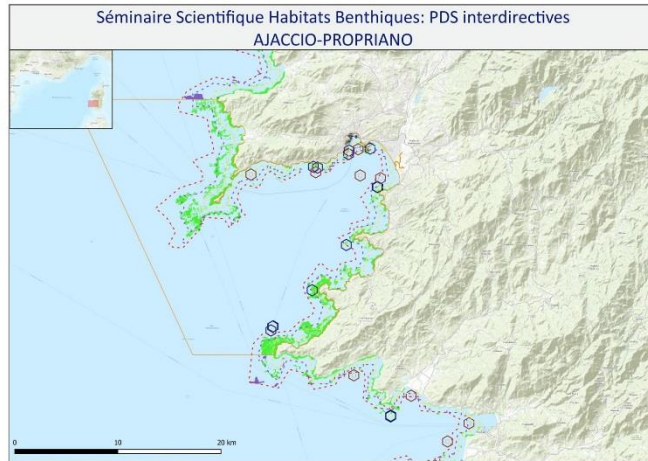 Séminaire Scientifique Habitats Benthiques: PDS interdirectives
AJACCIO-PROPRIANO
0 10 20 km